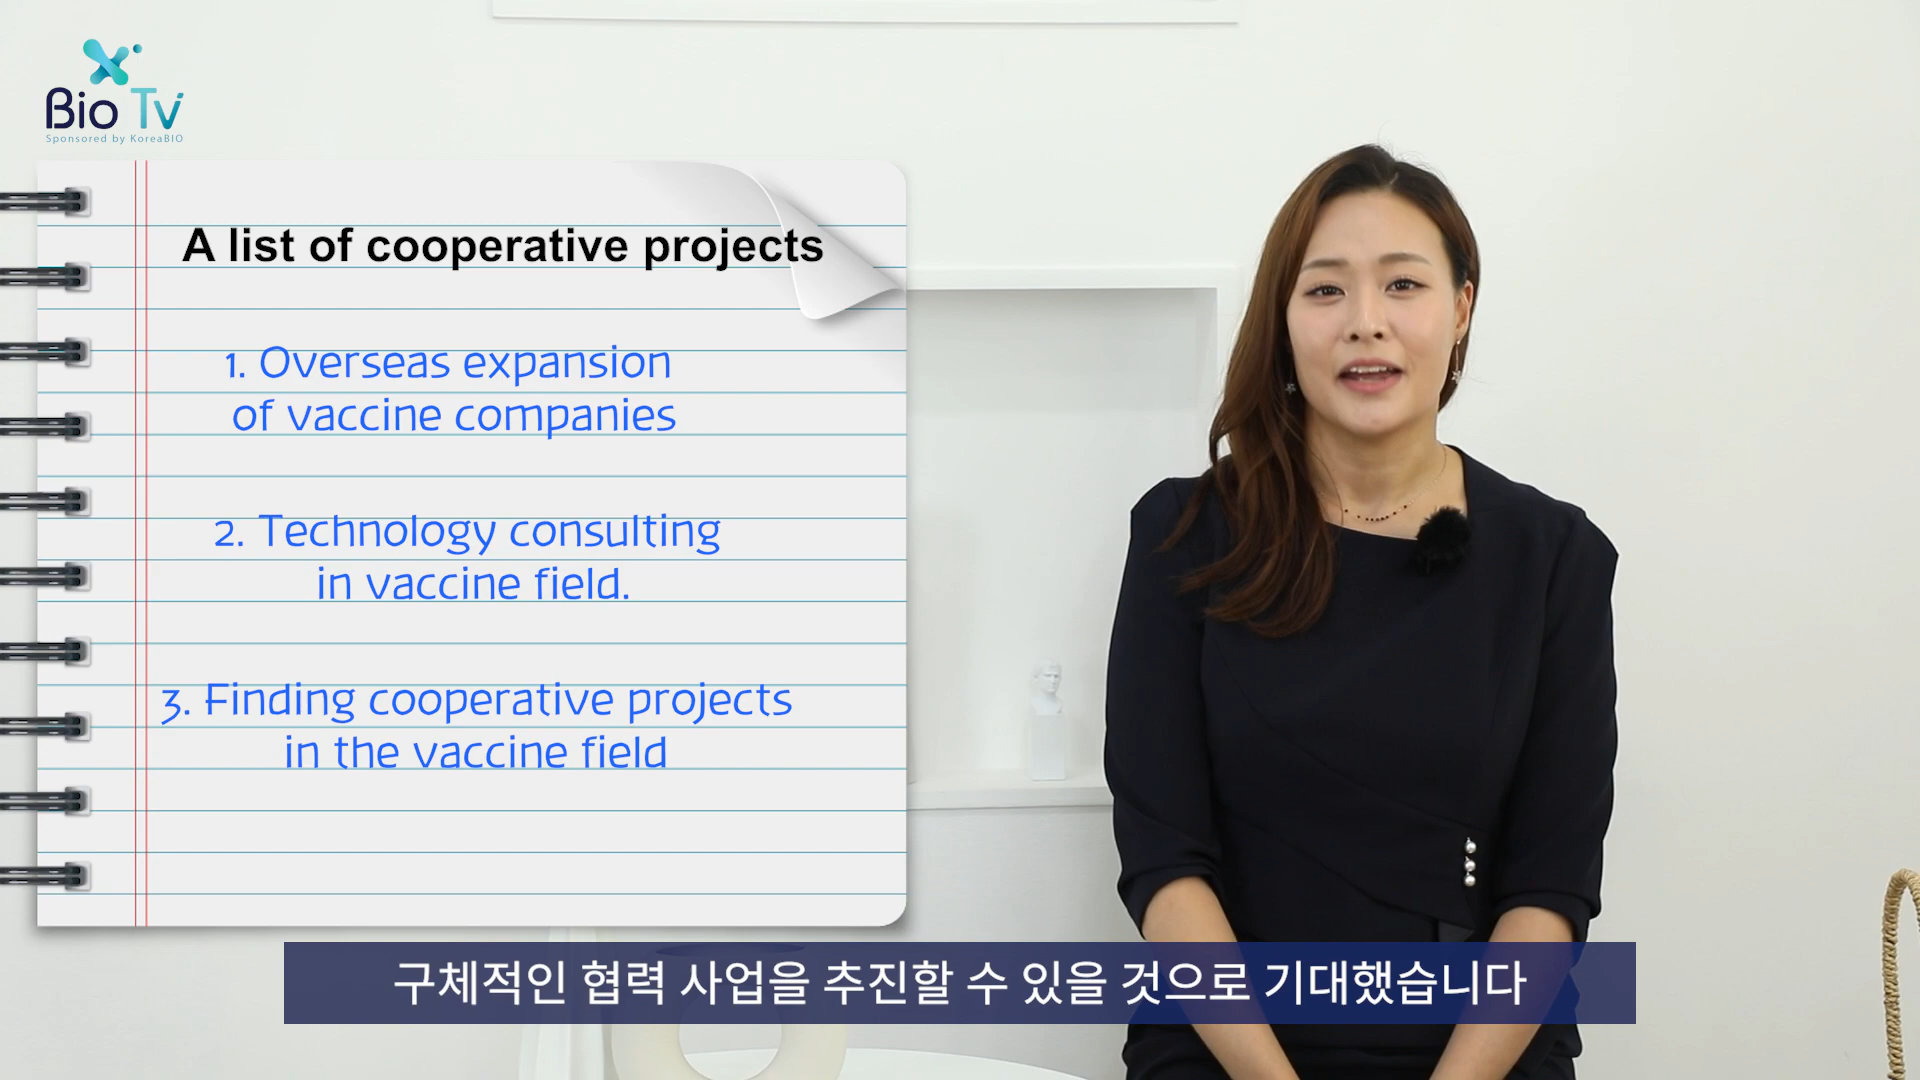 Bio Tv
Sponsored by KoreaBIO
A list of cooperative projects
1. Overseas expansion
of vaccine companies
2. Technology consulting
in vaccine field.
3. Finding cooperative projects
in the vaccine field
구체적인 협력 사업을 추진할 수 있을 것으로 기대했습니다